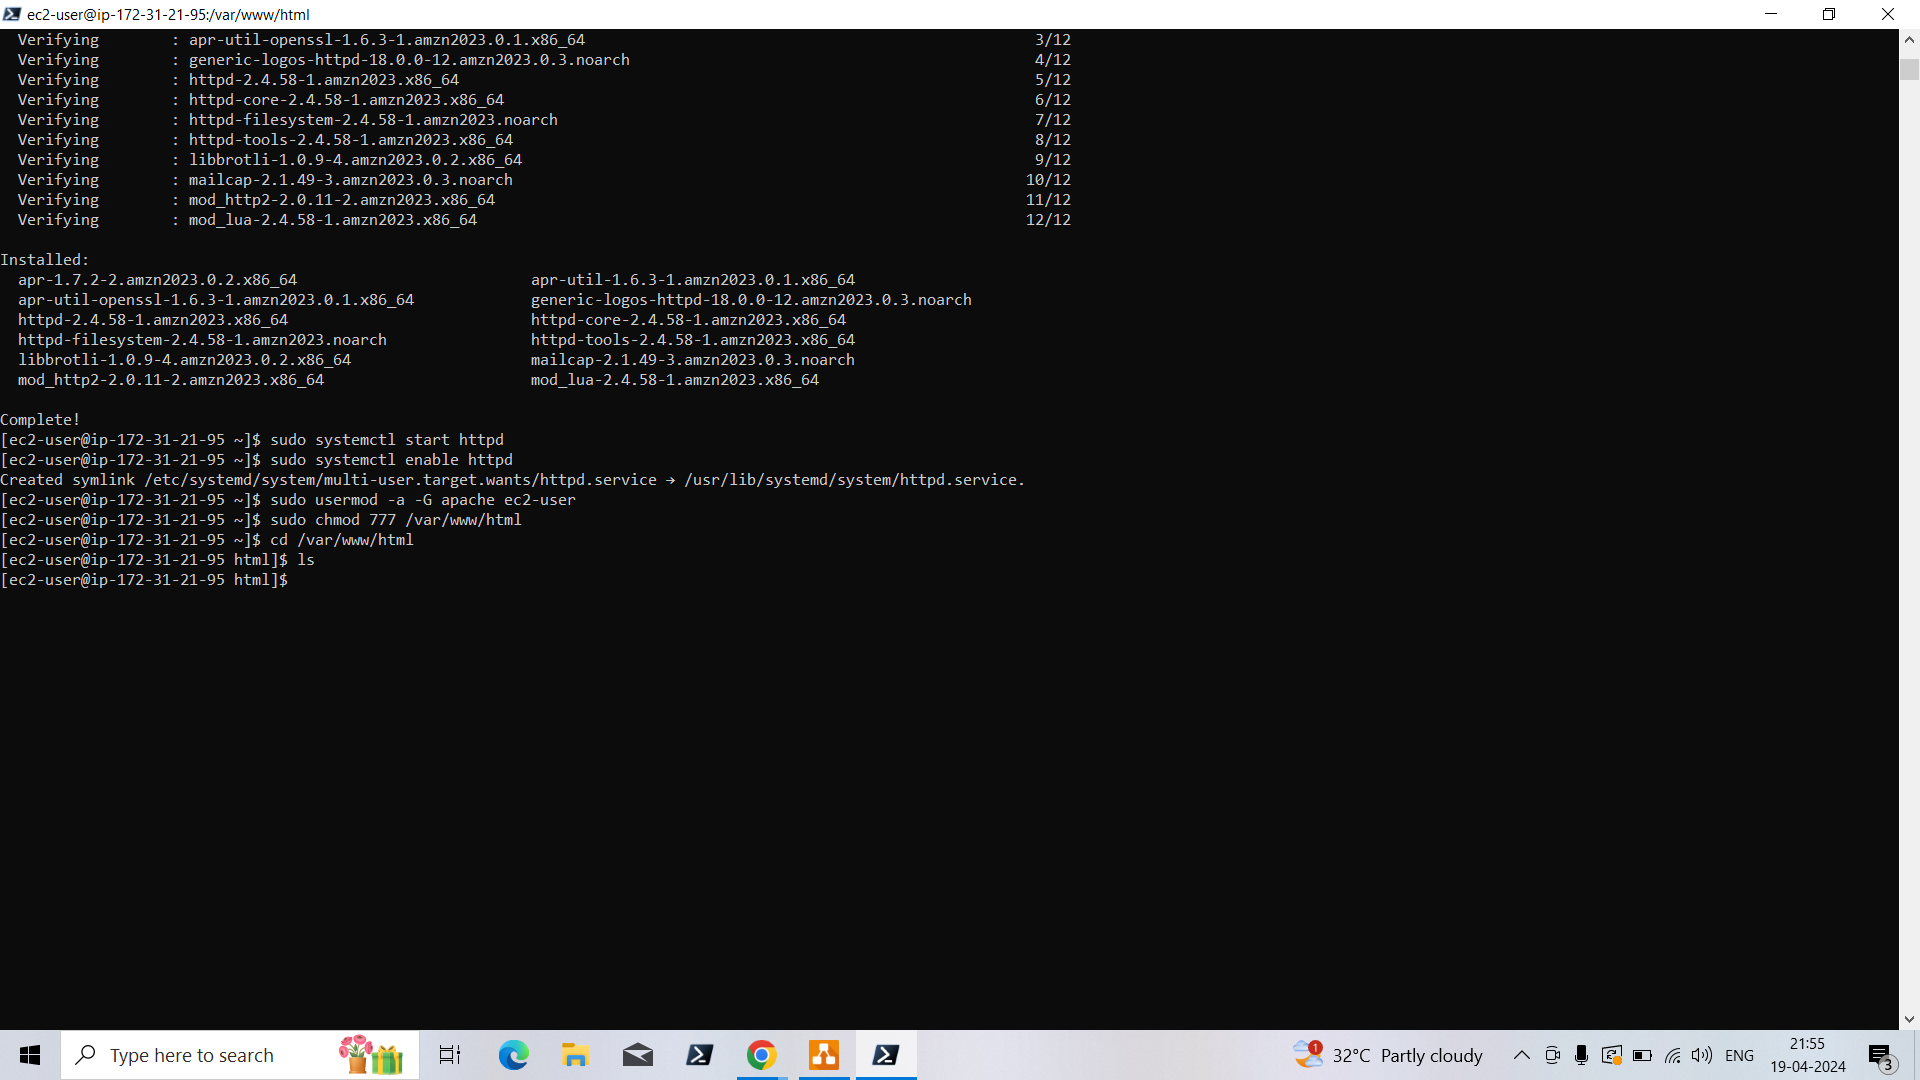 ec2-user@ip-172-31-21-95:/var/www/html
Verifying : apr-util-openssl-1.6.3-1.amzn2023.0.1.x86_64 3/12
Verifying : generic-logos-httpd-18.0.0-12.amzn2023.0.3.noarch 4/12
Verifying : httpd-2.4.58-1.amzn2023.x86_64 5/12
Verifying : httpd-core-2.4.58-1.amzn2023.x86_64 6/12
Verifying : httpd-filesystem-2.4.58-1.amzn2023.noarch 7/12
Verifying : httpd-tools-2.4.58-1.amzn2023.x86_64 8/12
Verifying : libbrotli-1.0.9-4.amzn2023.0.2.x86_64 9/12
Verifying : mailcap-2.1.49-3.amzn2023.0.3.noarch 10/12
Verifying : mod_http2-2.0.11-2.amzn2023.x86_64 11/12
Verifying : mod_lua-2.4.58-1.amzn2023.x86_64 12/12
Installed:
apr-1.7.2-2.amzn2023.0.2.x86_64 apr-util-1.6.3-1.amzn2023.0.1.x86_64
apr-util-openssl-1.6.3-1.amzn2023.0.1.x86_64 generic-logos-httpd-18.0.0-12.amzn2023.0.3.noarch
httpd-2.4.58-1.amzn2023.x86_64 httpd-core-2.4.58-1.amzn2023.x86_64
httpd-filesystem-2.4.58-1.amzn2023.noarch httpd-tools-2.4.58-1.amzn2023.x86_64
libbrotli-1.0.9-4.amzn2023.0.2.x86_64 mailcap-2.1.49-3.amzn2023.0.3.noarch
mod_http2-2.0.11-2.amzn2023.x86_64 mod_lua-2.4.58-1.amzn2023.x86_64
Complete!
[ec2-user@ip-172-31-21-95 ~]$ sudo systemctl start httpd
[ec2-user@ip-172-31-21-95 ~]$ sudo systemctl enable httpd
Created symlink /etc/systemd/system/multi-user.target.wants/httpd.service → /usr/lib/systemd/system/httpd.service.
[ec2-user@ip-172-31-21-95 ~]$ sudo usermod -a -G apache ec2-user
[ec2-user@ip-172-31-21-95 ~]$ sudo chmod 777 /var/www/html
[ec2-user@ip-172-31-21-95 ~]$ cd /var/www/html
[ec2-user@ip-172-31-21-95 html]$ ls
[ec2-user@ip-172-31-21-95 html]$
Type here to search
1
32°C Partly cloudy
ENG
21:55
19-04-2024
3